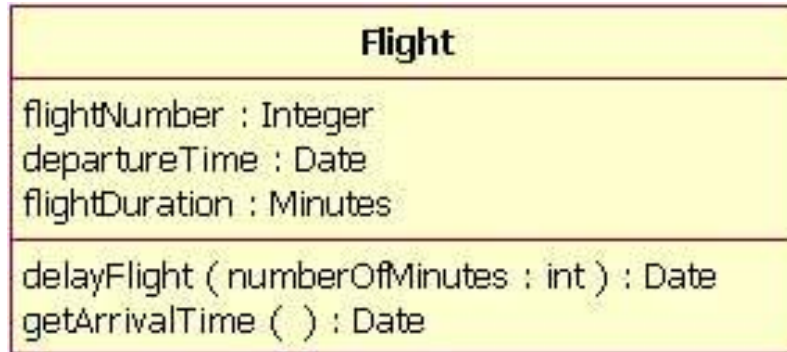 Flight
flightNumber : Integer
departureTime : Date
flightDuration : Minutes
delayFlight ( numberOfMinutes : int ) : Date
getArrivalTime ( ) : Date